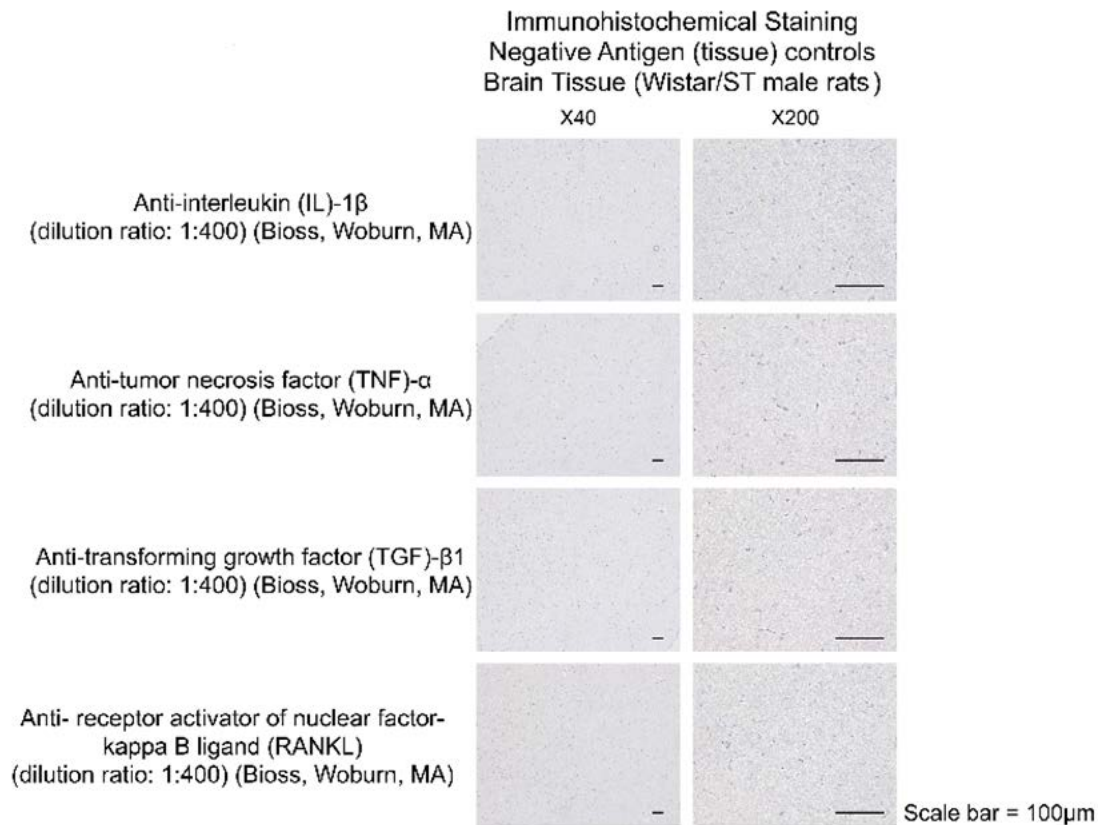 Immunohistochemical Staining
Negative Antigen (tissue) controls
Brain Tissue (Wistar/ST male rats)
X40 X200
Anti-interleukin (IL)-1β
(dilution ratio: 1:400) (Bioss, Woburn, MA)
Anti-tumor necrosis factor (TNF)-α
(dilution ratio: 1:400) (Bioss, Woburn, MA)
Anti-transforming growth factor (TGF)-β1
(dilution ratio: 1:400) (Bioss, Woburn, MA)
Anti- receptor activator of nuclear factor-
kappa B ligand (RANKL)
(dilution ratio: 1:400) (Bioss, Woburn, MA)
Scale bar = 100μm